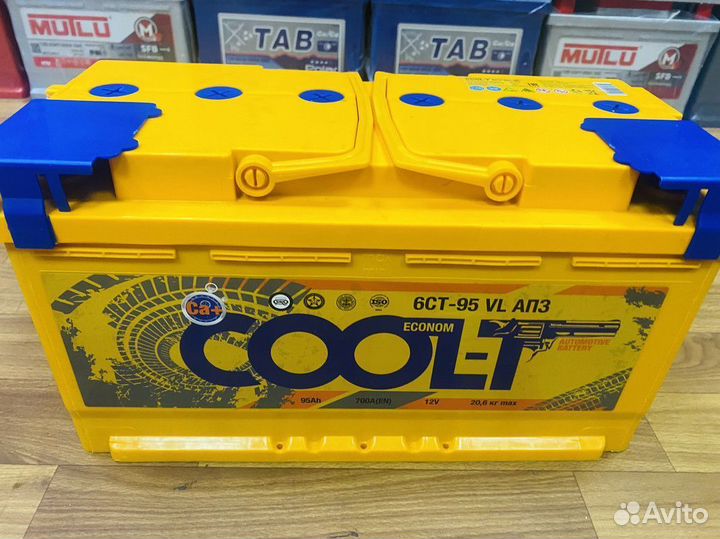 MUTLU
SFB
TAB
TAB
MUTLU
SFB
Ca+
ISO
6СТ-95 VL АПЗ
ECONOM
COOL-T
AUTOMOTIVE
BATTERY
95Ah 700A(EN) 12V 20,6 кг max
Avito